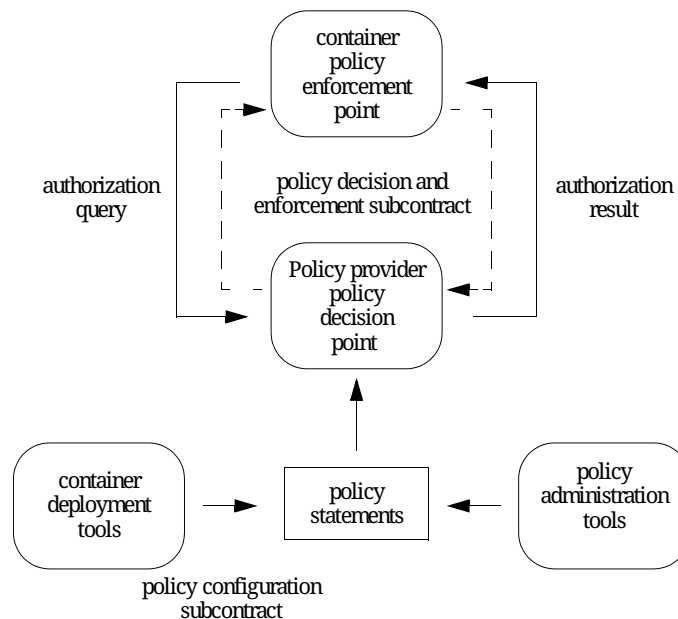 container
policy
enforcement
point
authorization
query
policy decision and
enforcement subcontract
authorization
result
Policy provider
policy
decision
point
container
deployment
tools
policy
statements
policy
administration
tools
policy configuration
subcontract